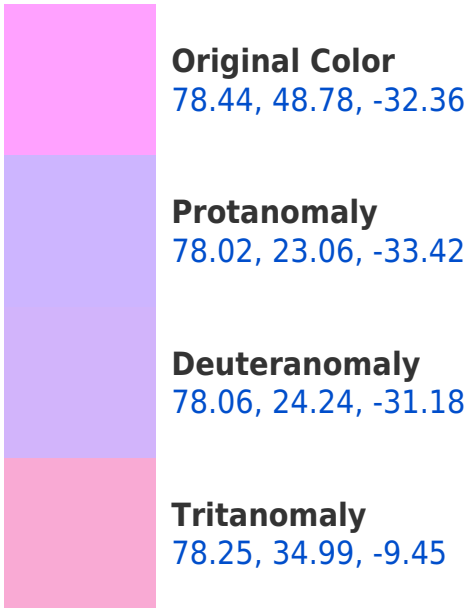 Original Color
78.44, 48.78, -32.36
Protanomaly
78.02, 23.06, -33.42
Deuteranomaly
78.06, 24.24, -31.18
Tritanomaly
78.25, 34.99, -9.45